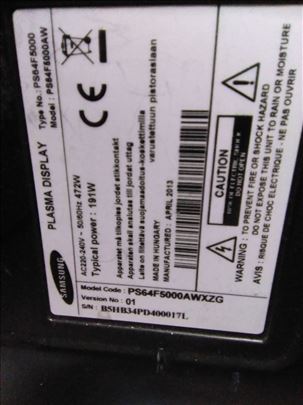 SAMSUNG
PLASMA DISPLAY
Type No.: PS64F5000
Model : PS64F5000AW
AC220-240V~ 50/60Hz 472W
Typical power : 191W
Apparatet må tilkoples jordet stikkontakt
Apparaten skall anslutas till jordat uttag
Laite on liitettävä suojamaadoitus-koskettimilla
varustettuun pistorasiaan
MADE IN HUNGARY
MANUFACTURED : APRIL 2013
CE
CAUTION
WARNING : TO PREVENT FIRE OR SHOCK HAZARD
DO NOT EXPOSE THIS UNIT TO RAIN OR MOISTURE
AVIS : RISQUE DE CHOC ELECTRIQUE - NE PAS
Model Code : PS64F5000AWXZG
Version No : 01
S/N : BSHB34PD400017L